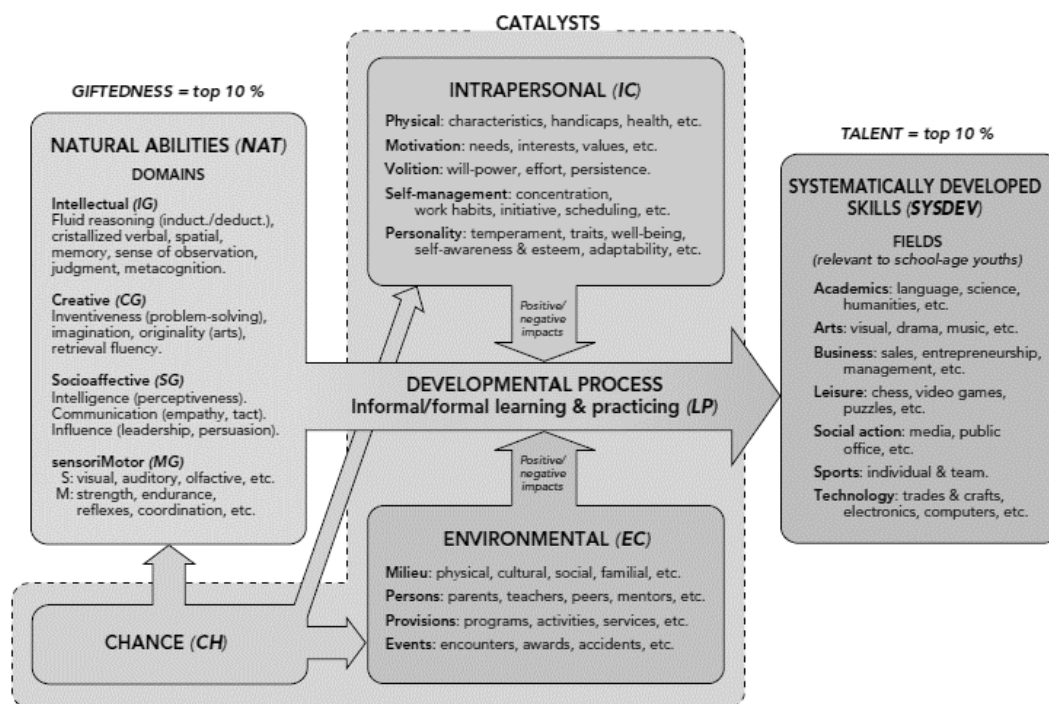 CATALYSTS
GIFTEDNESS = top 10 %
NATURAL ABILITIES (NAT)
DOMAINS
Intellectual (IG)
Fluid reasoning (induct./deduct.),
cristallized verbal, spatial,
memory, sense of observation,
judgment, metacognition.
Creative (CG)
Inventiveness (problem-solving),
imagination, originality (arts),
retrieval fluency.
Socioaffective (SG)
Intelligence (perceptiveness).
Communication (empathy, tact).
Influence (leadership, persuasion).
sensoriMotor (MG)
S: visual, auditory, olfactive, etc.
M: strength, endurance,
reflexes, coordination, etc.
CHANCE (CH)
INTRAPERSONAL (IC)
Physical: characteristics, handicaps, health, etc.
Motivation: needs, interests, values, etc.
Volition: will-power, effort, persistence.
Self-management: concentration,
work habits, initiative, scheduling, etc.
Personality: temperament, traits, well-being,
self-awareness & esteem, adaptability, etc.
Positive/
negative
impacts
DEVELOPMENTAL PROCESS
Informal/formal learning & practicing (LP)
Positive/
negative
impacts
ENVIRONMENTAL (EC)
Milieu: physical, cultural, social, familial, etc.
Persons: parents, teachers, peers, mentors, etc.
Provisions: programs, activities, services, etc.
Events: encounters, awards, accidents, etc.
TALENT = top 10 %
SYSTEMATICALLY DEVELOPED
SKILLS (SYSDEV)
FIELDS
(relevant to school-age youths)
Academics: language, science,
humanities, etc.
Arts: visual, drama, music, etc.
Business: sales, entrepreneurship,
management, etc.
Leisure: chess, video games,
puzzles, etc.
Social action: media, public
office, etc.
Sports: individual & team.
Technology: trades & crafts,
electronics, computers, etc.